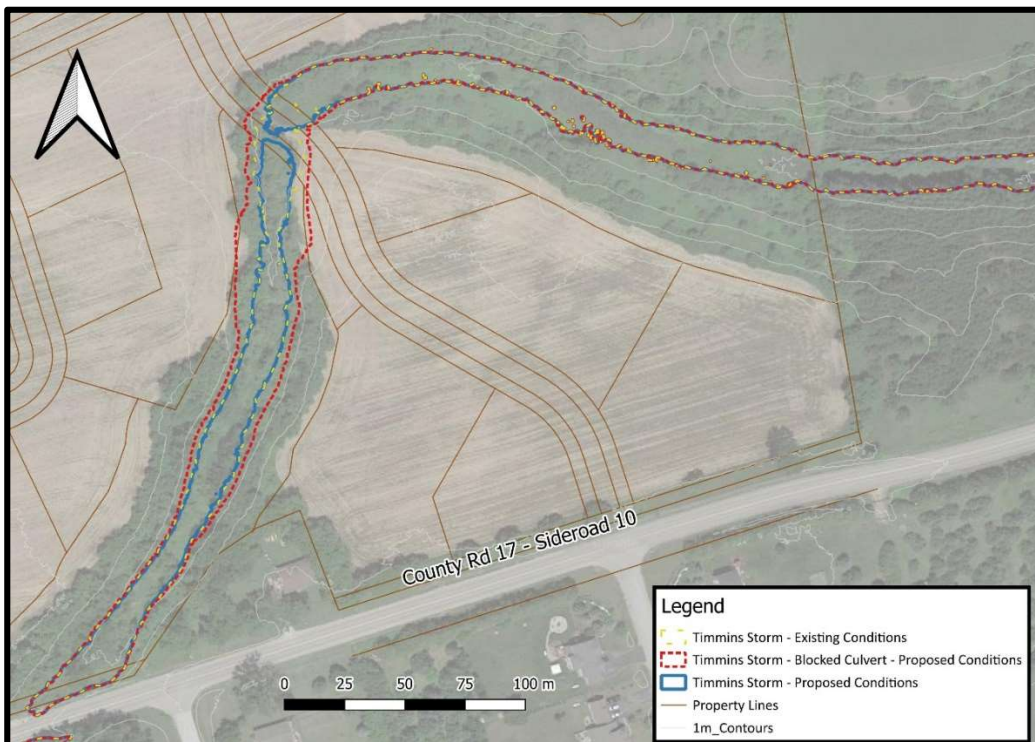 County Rd 17 - Sideroad 10
0 25 50 75 100 m
Legend
Timmins Storm - Existing Conditions
Timmins Storm - Blocked Culvert - Proposed Conditions
Timmins Storm - Proposed Conditions
Property Lines
1m_Contours